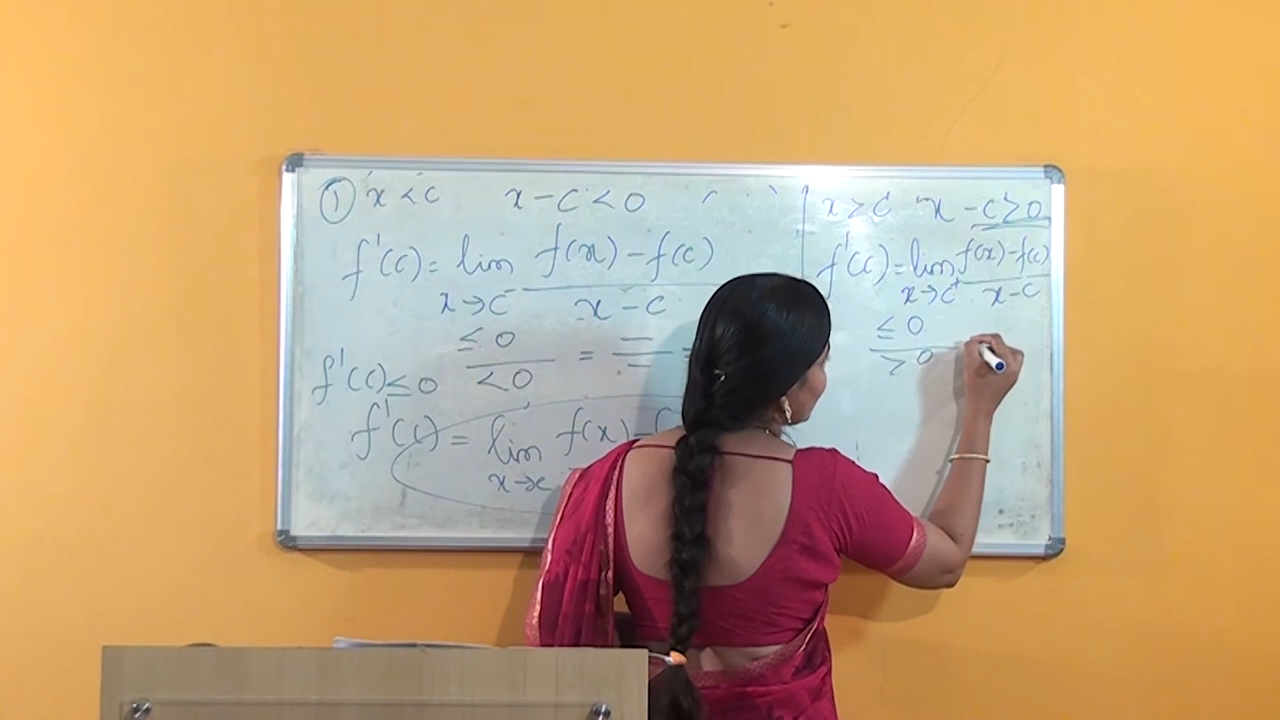 ① x < c x - c < 0
f'(c) = lim f(x) - f(c)
x→c⁻ x - c
≤ 0
< 0 = — =
f'(c) ≤ 0
f'(c) = lim f(x) -
x→c
x > c x - c > 0
f'(c) = lim f(x) - f(c)
x→c⁺ x - c
≤ 0
> 0